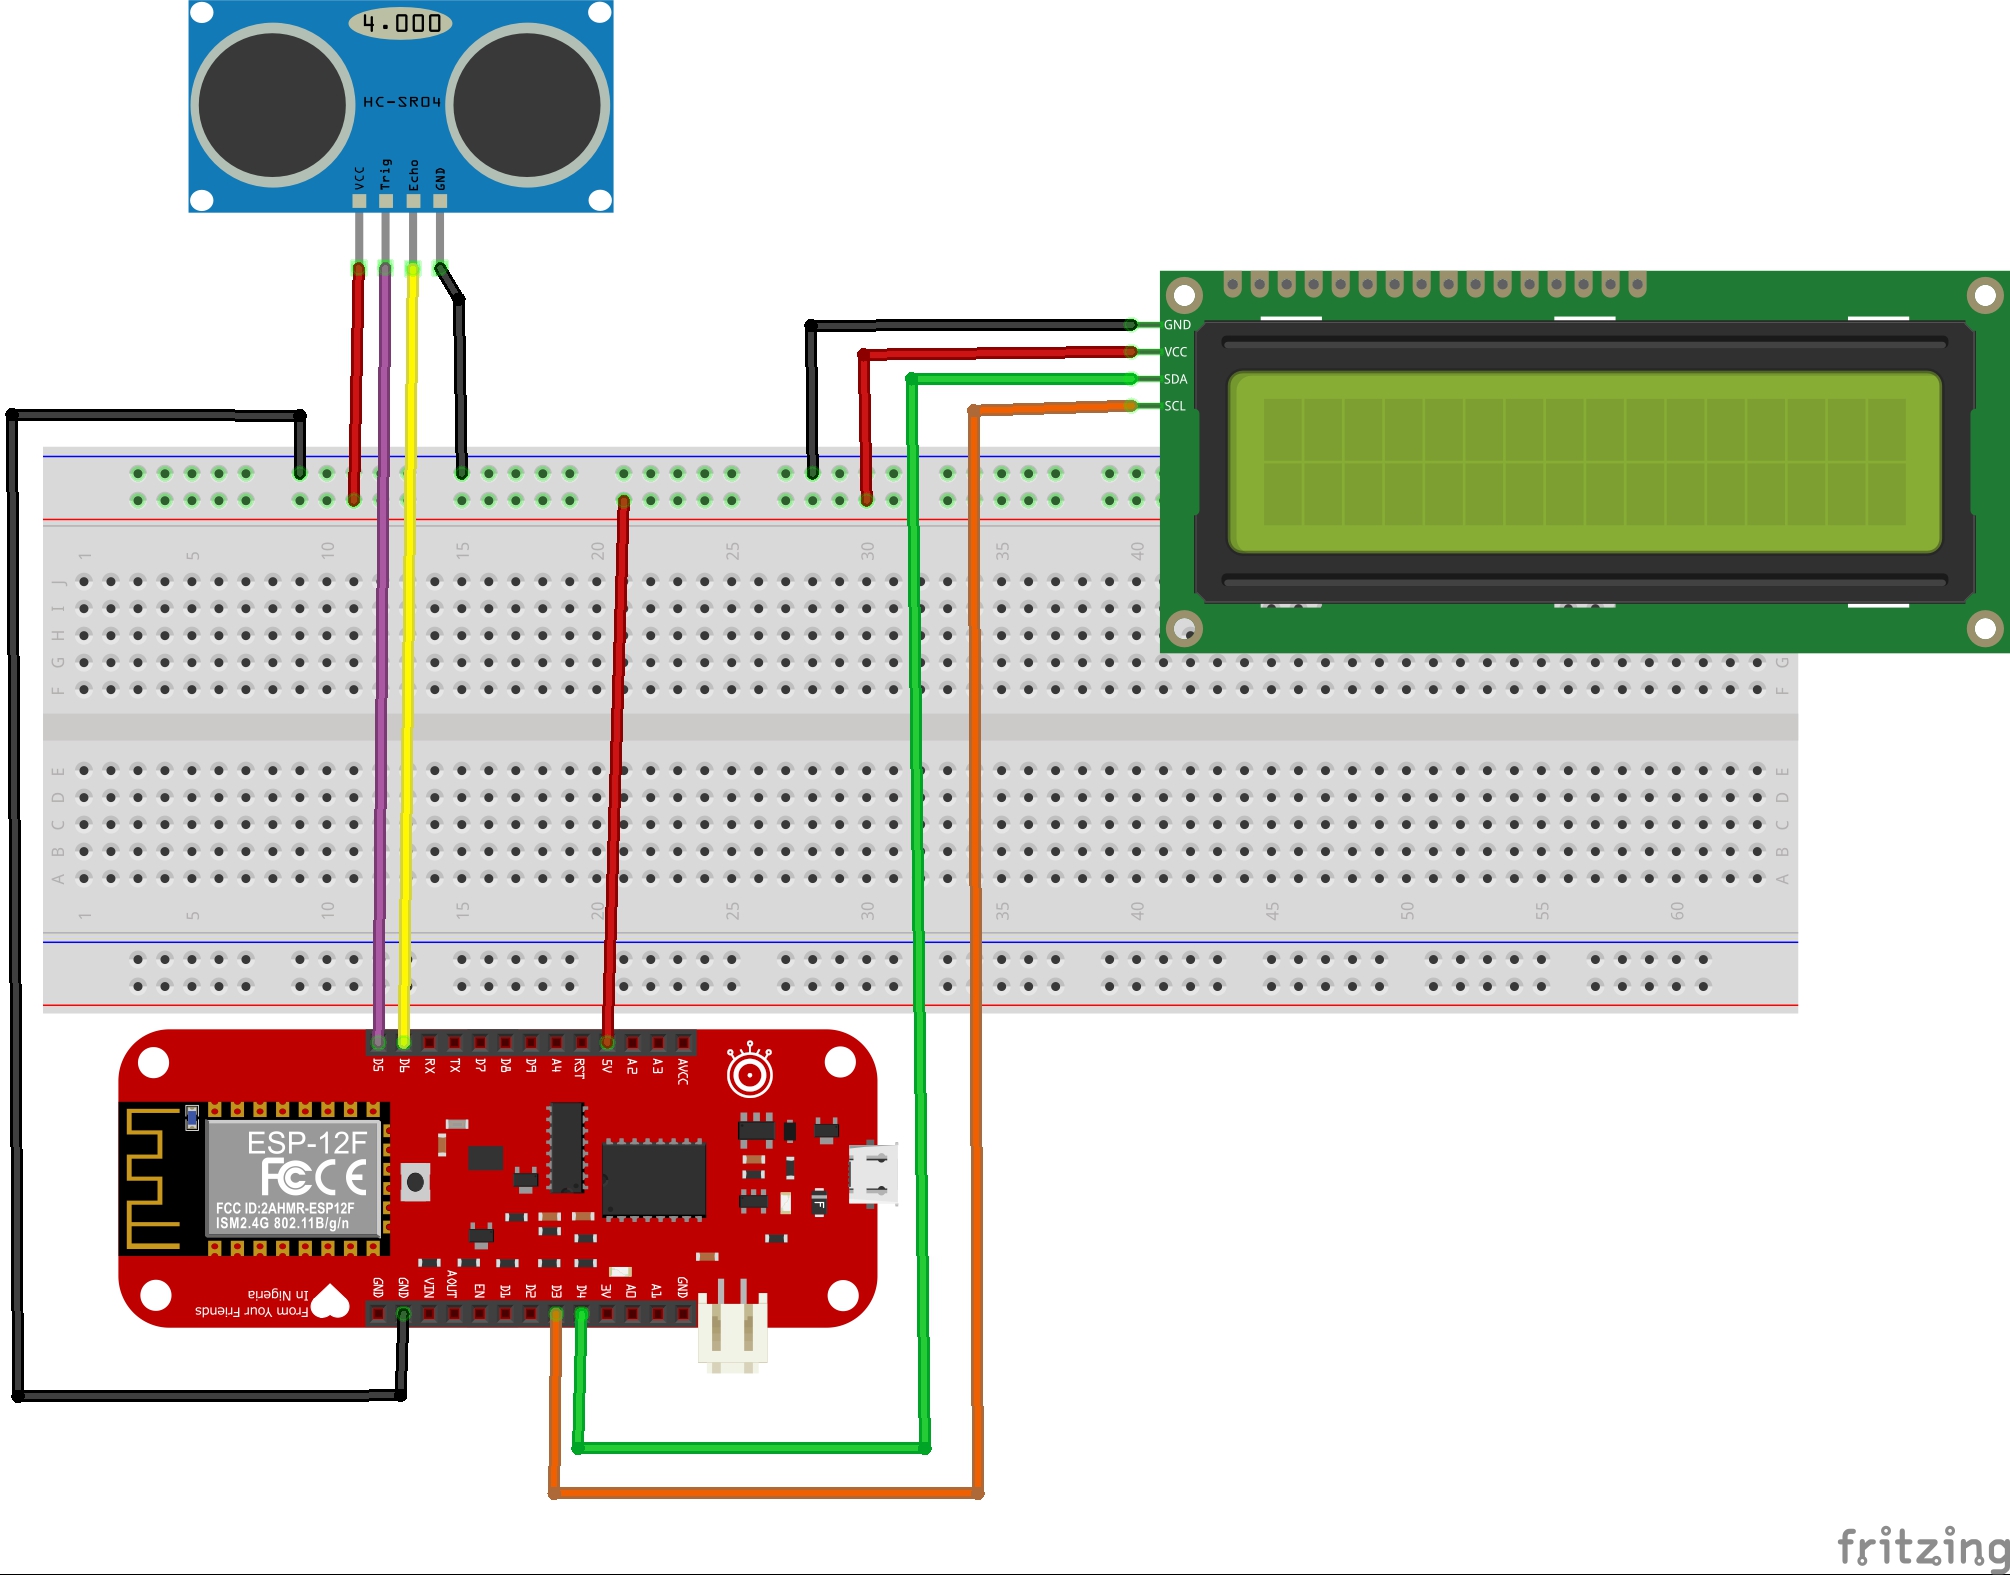 4.000
HC-SR04
VCC Trig Echo GND
GND
VCC
SDA
SCL
1 5 10 15 20 25 30 35 40
J
I
H
G G
F F
E E
D D
C C
B B
A A
1 5 10 15 20 25 30 35 40 45 50 55 60
D5 D6 RX TX D7 D8 D9 A4 RST 5V A2 A3 AVCC
ESP-12F
FCC CE
FCC ID:2AHMR-ESP12F
ISM2.4G 802.11B/g/n
F
From Your Friends
In Nigeria
GND GND VIN AOUT EN D1 D2 D3 D4 3V A0 A1 GND
fritzing